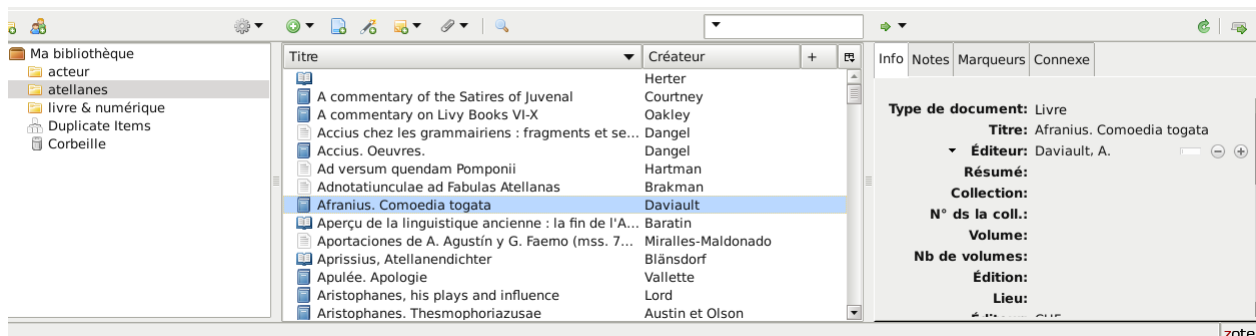 Ma bibliothèque
acteur
atellanes
livre & numérique
Duplicate Items
Corbeille
Titre Créateur +
Herter
A commentary of the Satires of Juvenal Courtney
A commentary on Livy Books VI-X Oakley
Accius chez les grammairiens : fragments et se... Dangel
Accius. Oeuvres. Dangel
Ad versum quendam Pomponii Hartman
Adnotatiunculae ad Fabulas Atellanas Brakman
Afranius. Comoedia togata Daviault
Aperçu de la linguistique ancienne : la fin de l'A... Baratin
Aportaciones de A. Agustín y G. Faemo (mss. 7... Miralles-Maldonado
Aprissius, Atellanendichter Blänsdorf
Apulée. Apologie Vallette
Aristophanes, his plays and influence Lord
Aristophanes. Thesmophoriazusae Austin et Olson
Info Notes Marqueurs Connexe
Type de document: Livre
Titre: Afranius. Comoedia togata
Éditeur: Daviault, A.
Résumé:
Collection:
N° ds la coll.:
Volume:
Nb de volumes:
Édition:
Lieu:
zote